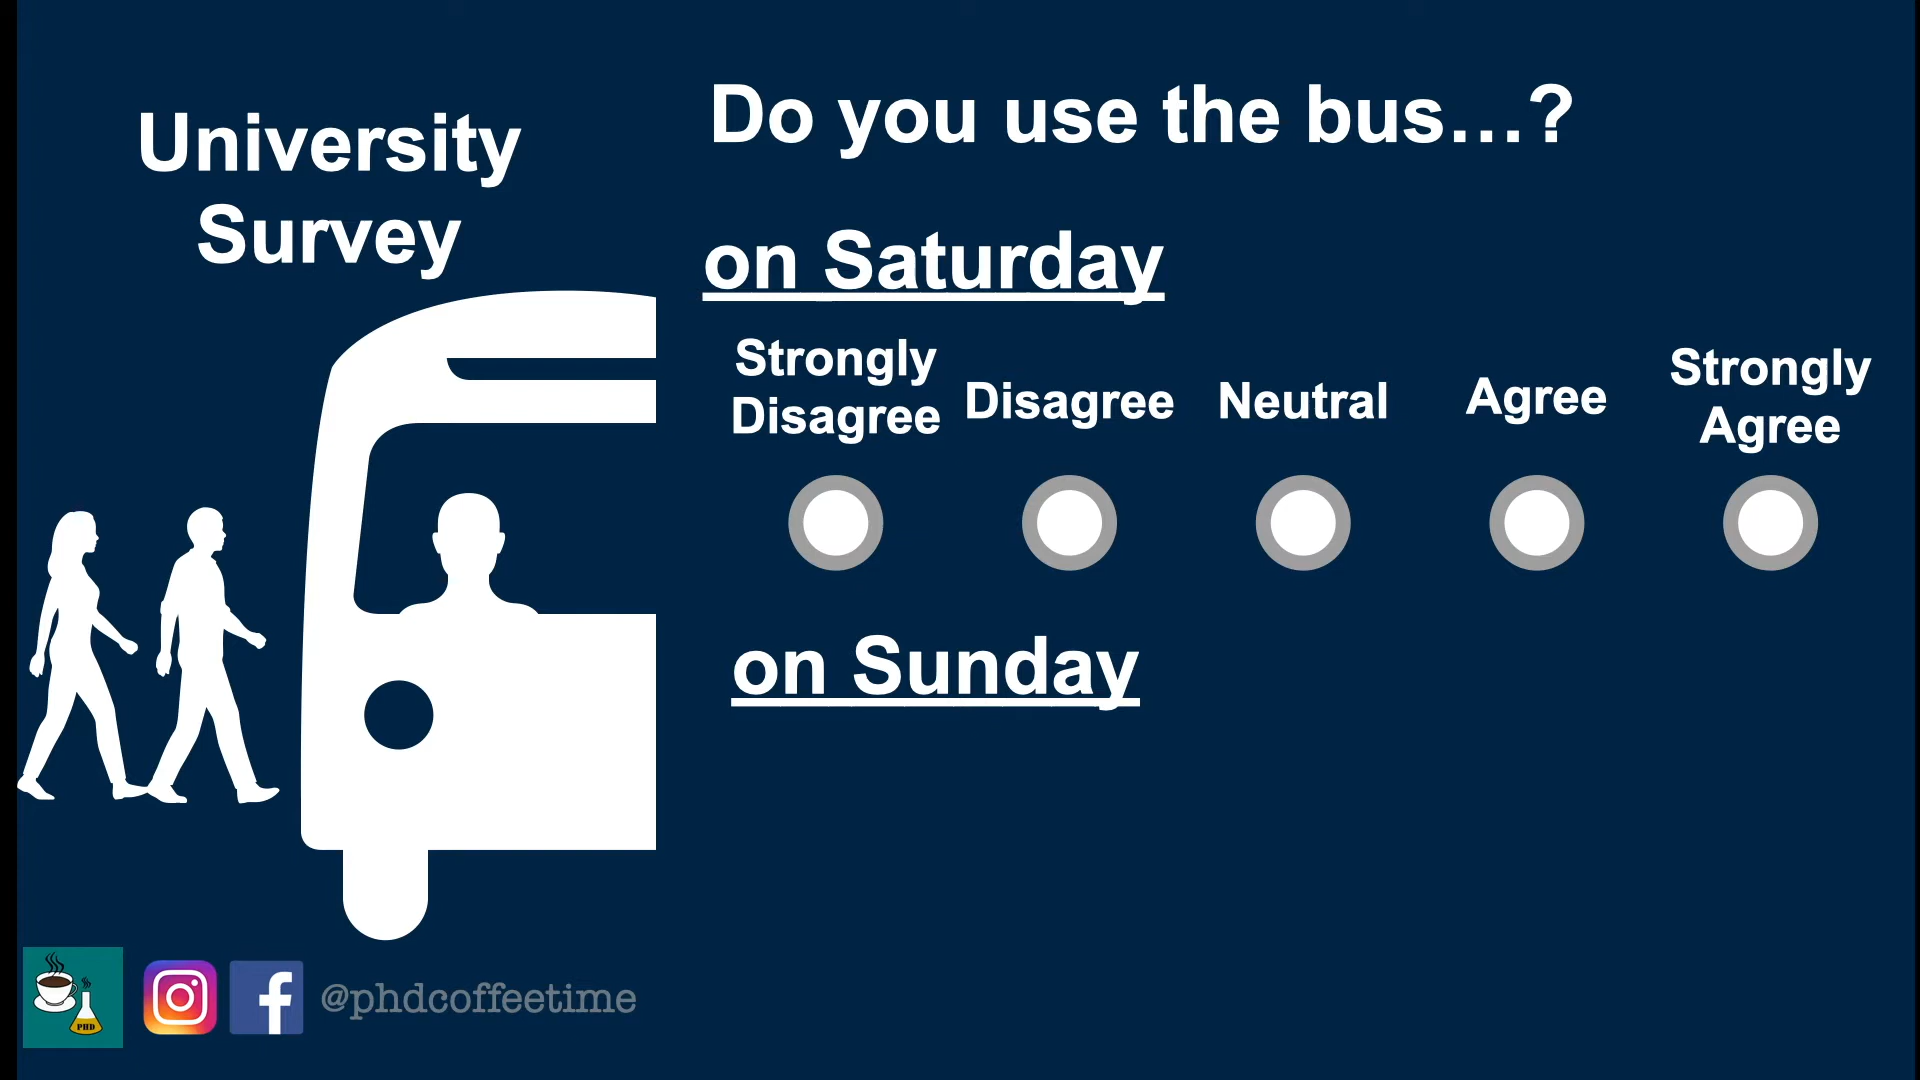 University
Survey
Do you use the bus…?
on Saturday
Strongly
Disagree
Disagree
Neutral
Agree
Strongly
Agree
on Sunday
PHD
@phdcoffeetime